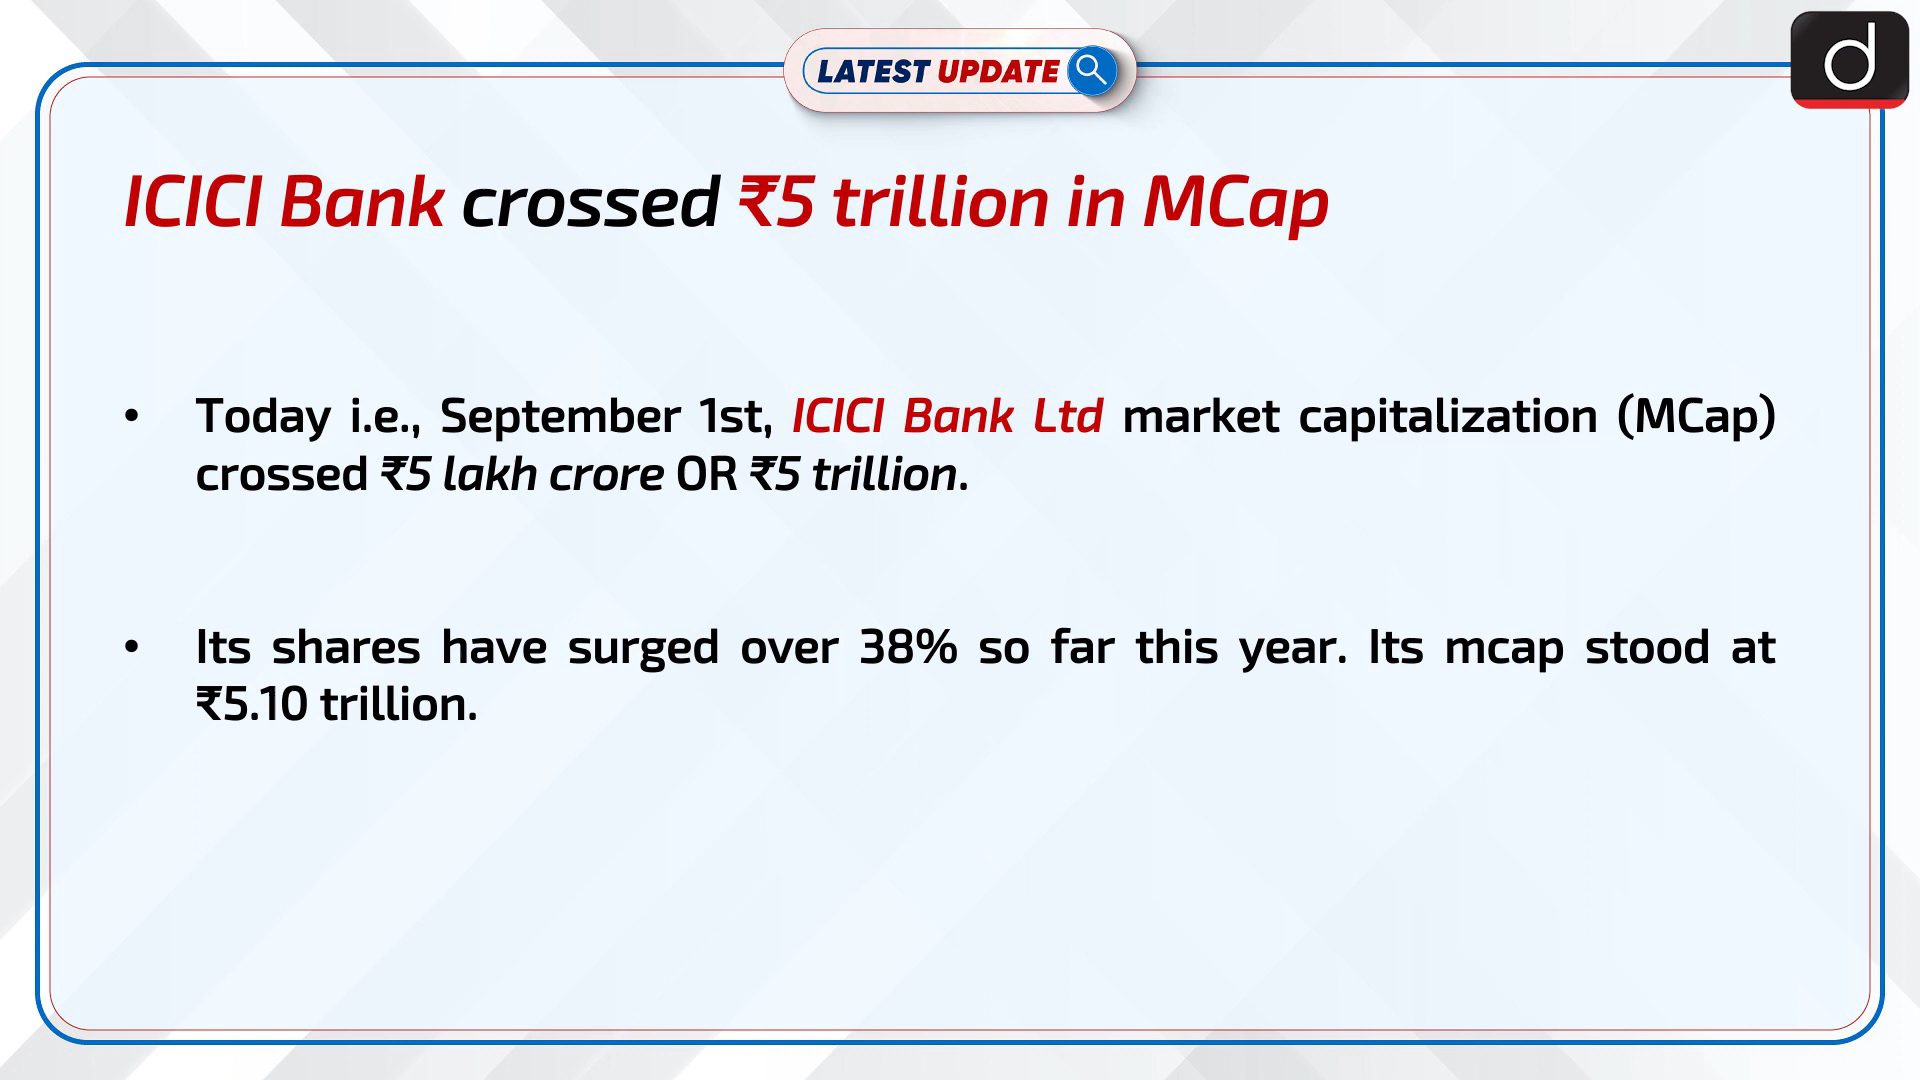 LATEST UPDATE
d
ICICI Bank crossed ₹5 trillion in MCap
• Today i.e., September 1st, ICICI Bank Ltd market capitalization (MCap)
crossed ₹5 lakh crore OR ₹5 trillion.
• Its shares have surged over 38% so far this year. Its mcap stood at
₹5.10 trillion.